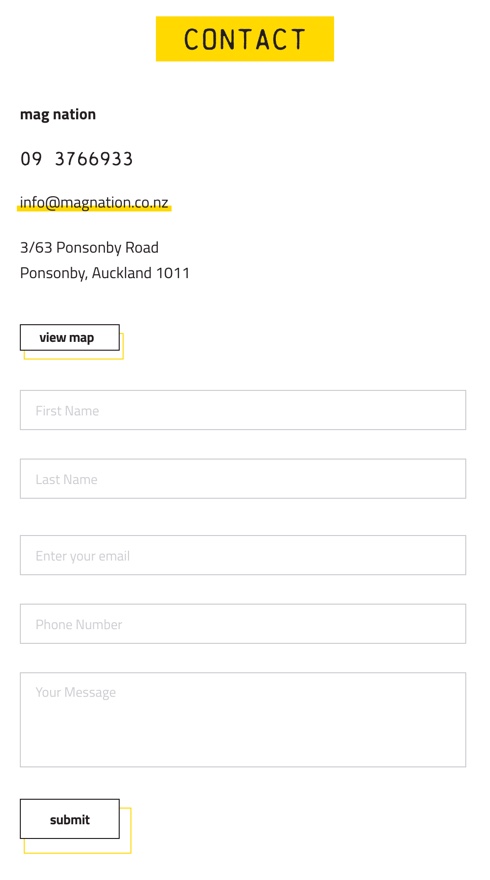 CONTACT
mag nation
09 3766933
info@magnation.co.nz
3/63 Ponsonby Road
Ponsonby, Auckland 1011
view map
First Name
Last Name
Enter your email
Phone Number
Your Message
submit